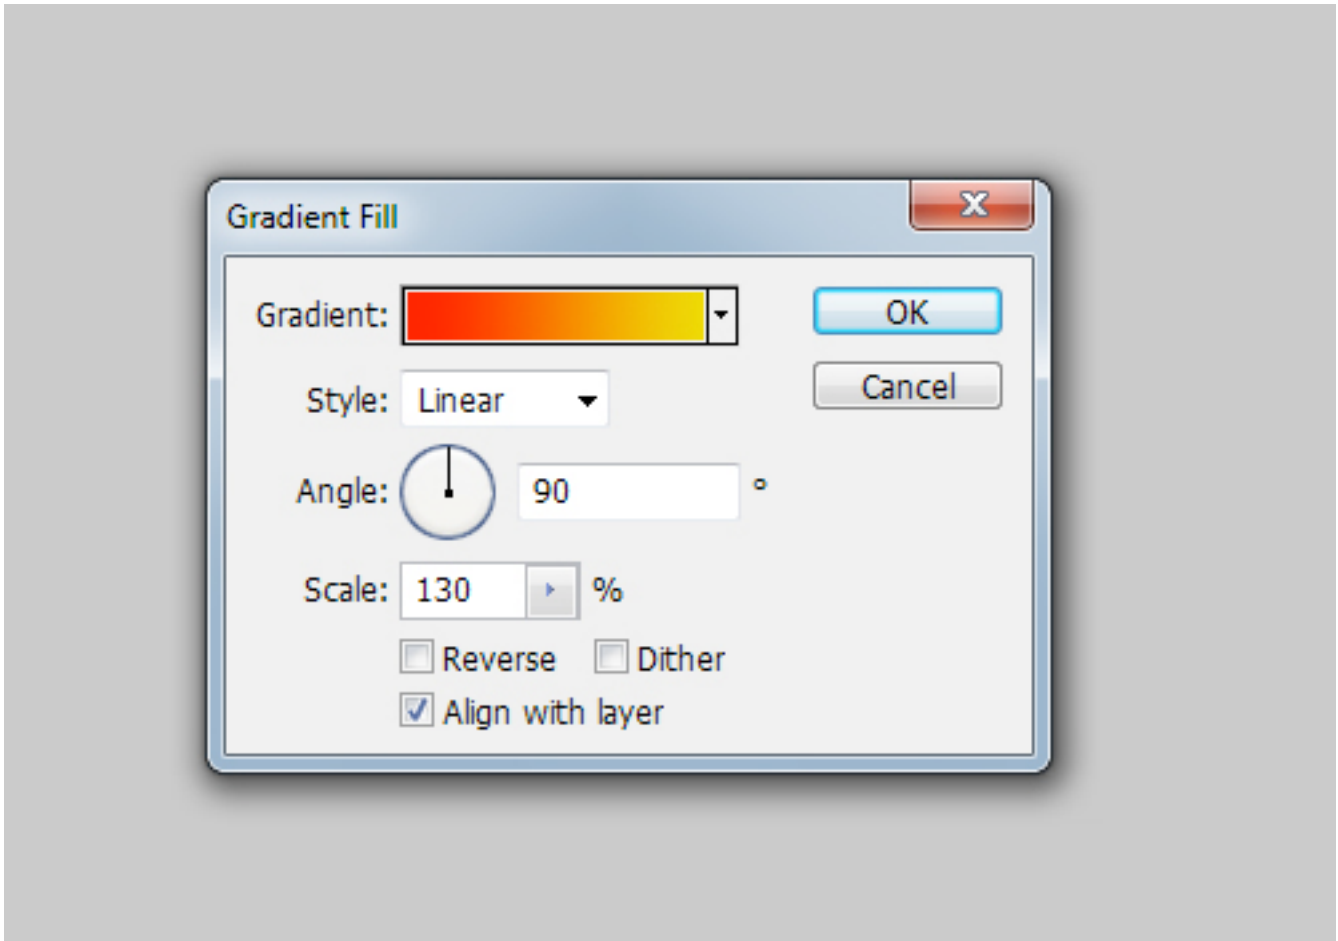 Gradient Fill
Gradient:
OK
Style: Linear
Cancel
Angle: 90 °
Scale: 130 %
Reverse Dither
Align with layer